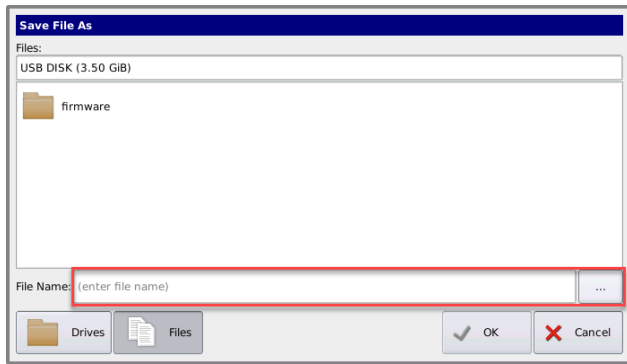 Save File As
Files:
USB DISK (3.50 GiB)
firmware
File Name: (enter file name) ...
Drives Files OK Cancel